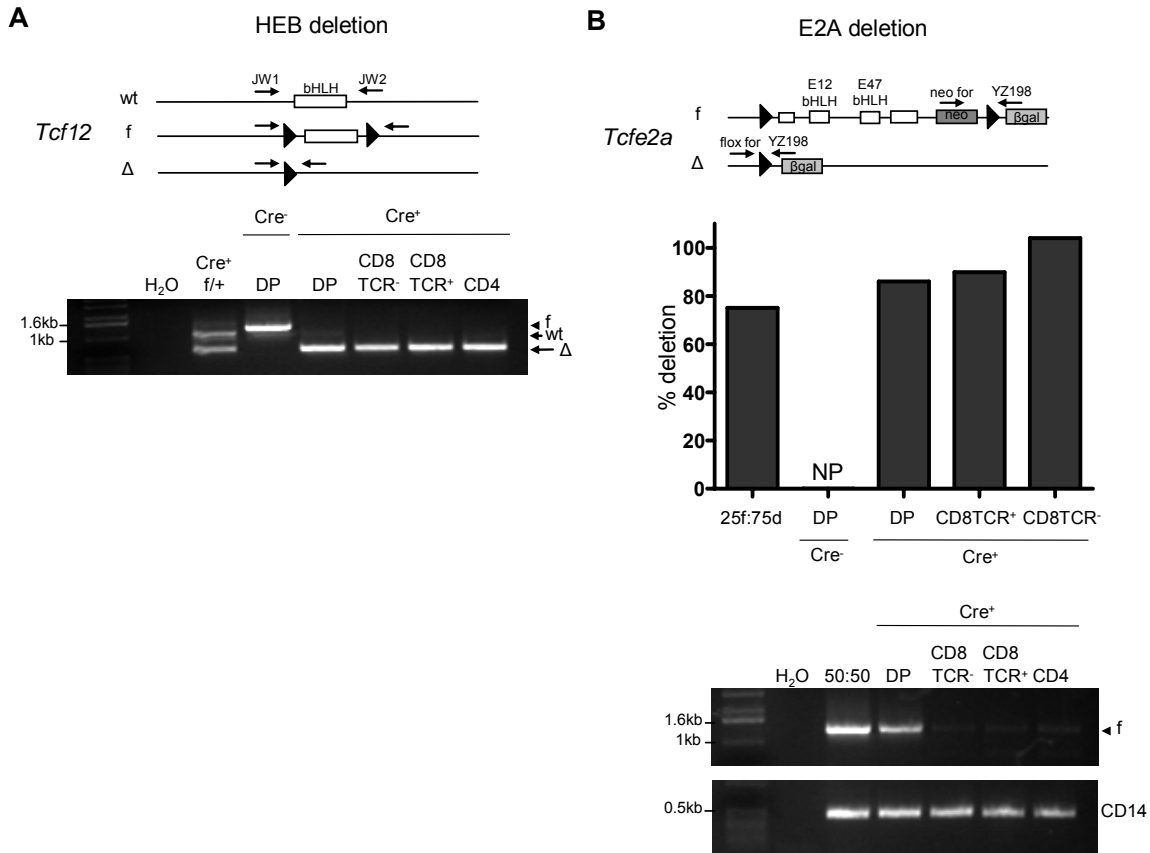 A
HEB deletion
JW1
bHLH
JW2
wt
Tcf12
f
Δ
Cre-
Cre+
Cre+
f/+
H2O
DP
DP
CD8
TCR-
CD8
TCR+
CD4
1.6kb
1kb
f
wt
Δ
B
E2A deletion
E12
bHLH
E47
bHLH
neo for
YZ198
f
neo
βgal
Tcfe2a
flox for
YZ198
Δ
βgal
% deletion
100
80
60
40
20
0
NP
25f:75d
DP
DP
CD8TCR+
CD8TCR-
Cre-
Cre+
Cre+
H2O
50:50
DP
CD8
TCR-
CD8
TCR+
CD4
1.6kb
1kb
f
0.5kb
CD14